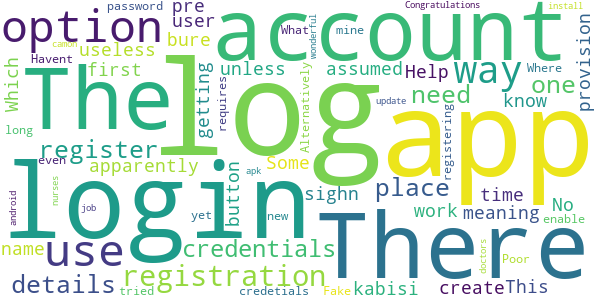 password pre Congratulations install
option camon user account
useless bure What mine wonderful
Havent first getting unless assumed Help way Where provision
Which The log requires Alternatively need update one
long register know
even apparently button Some app registering
login place No
android nurses job yet apk sighn time enable
use new work meaning
name credentials There doctors Poor
details registration tried credetials Fake kabisi create This